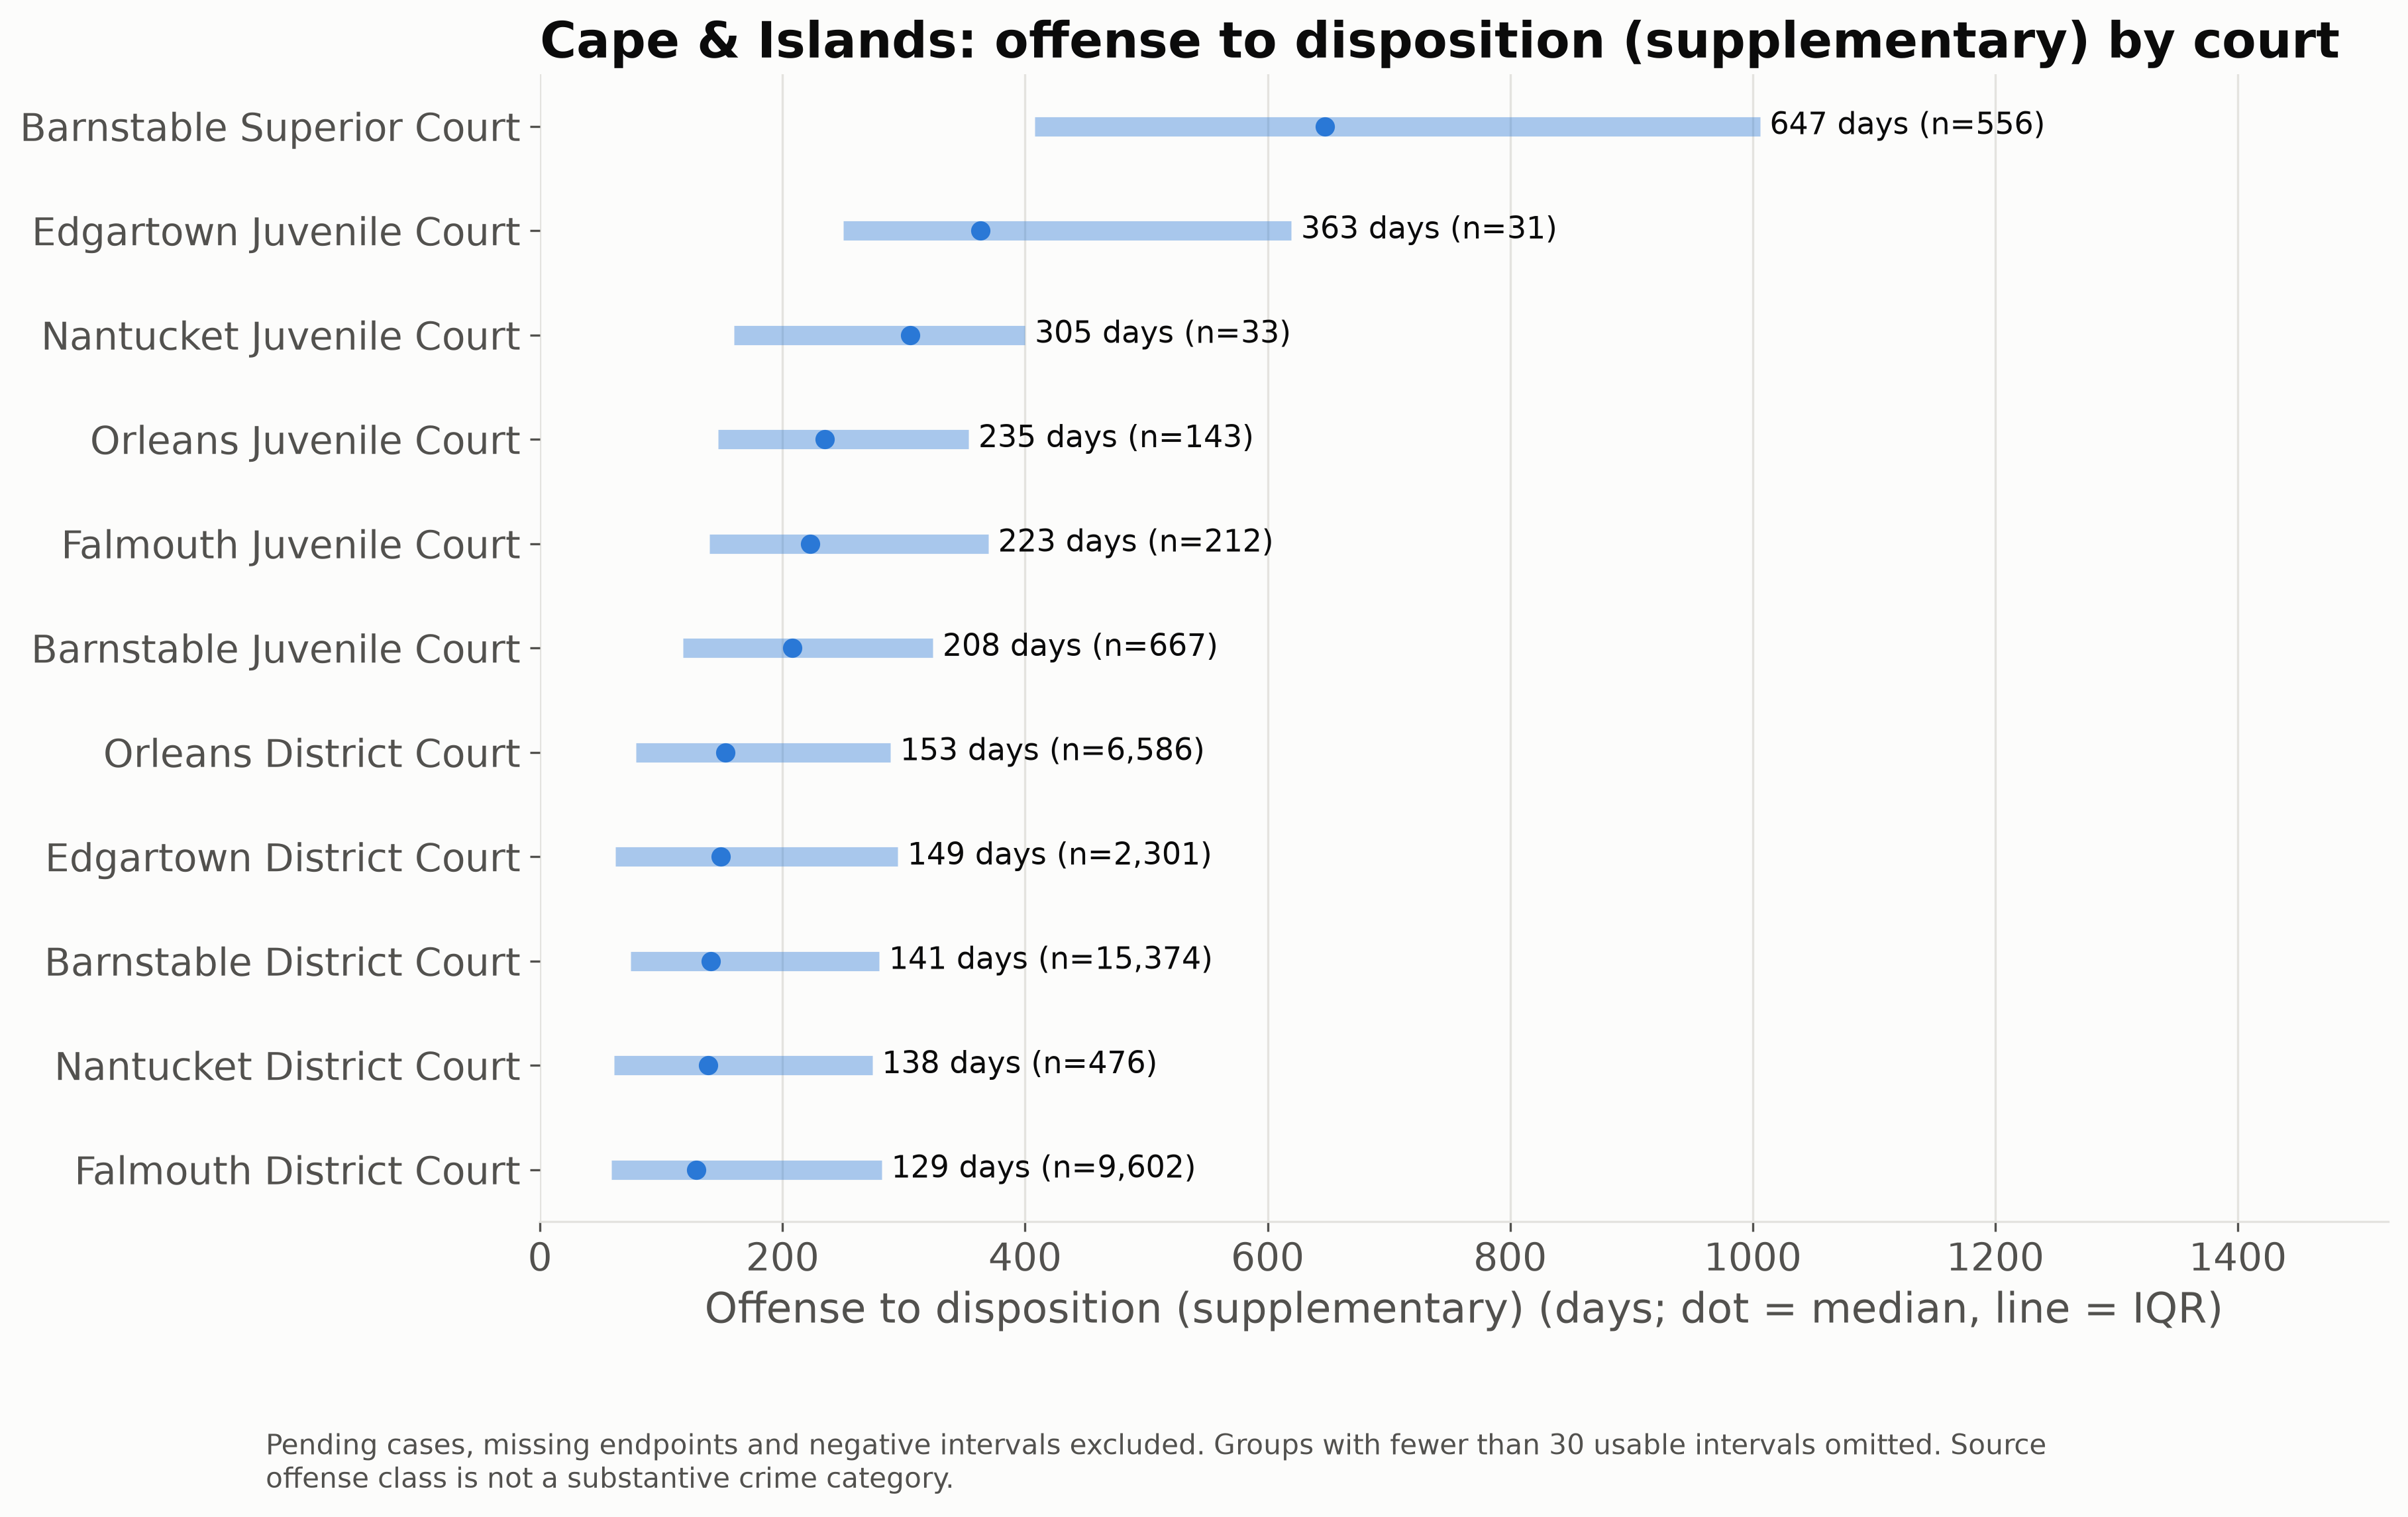 Cape & Islands: offense to disposition (supplementary) by court
Barnstable Superior Court
647 days (n=556)
Edgartown Juvenile Court
363 days (n=31)
Nantucket Juvenile Court
305 days (n=33)
Orleans Juvenile Court
235 days (n=143)
Falmouth Juvenile Court
223 days (n=212)
Barnstable Juvenile Court
208 days (n=667)
Orleans District Court
153 days (n=6,586)
Edgartown District Court
149 days (n=2,301)
Barnstable District Court
141 days (n=15,374)
Nantucket District Court
138 days (n=476)
Falmouth District Court
129 days (n=9,602)
0 200 400 600 800 1000 1200 1400
Offense to disposition (supplementary) (days; dot = median, line = IQR)
Pending cases, missing endpoints and negative intervals excluded. Groups with fewer than 30 usable intervals omitted. Source
offense class is not a substantive crime category.